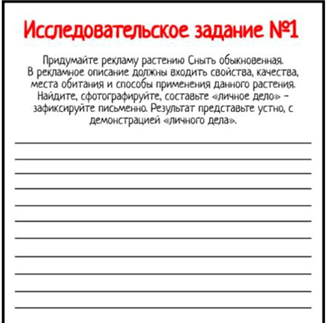 Исследовательское задание №1
Придумайте рекламу растению Сныть обыкновенная.
В рекламное описание должны входить свойства, качества,
места обитания и способы применения данного растения.
Найдите, сфотографируйте, составьте «личное дело» -
зафиксируйте письменно. Результат представьте устно, с
демонстрацией «личного дела».